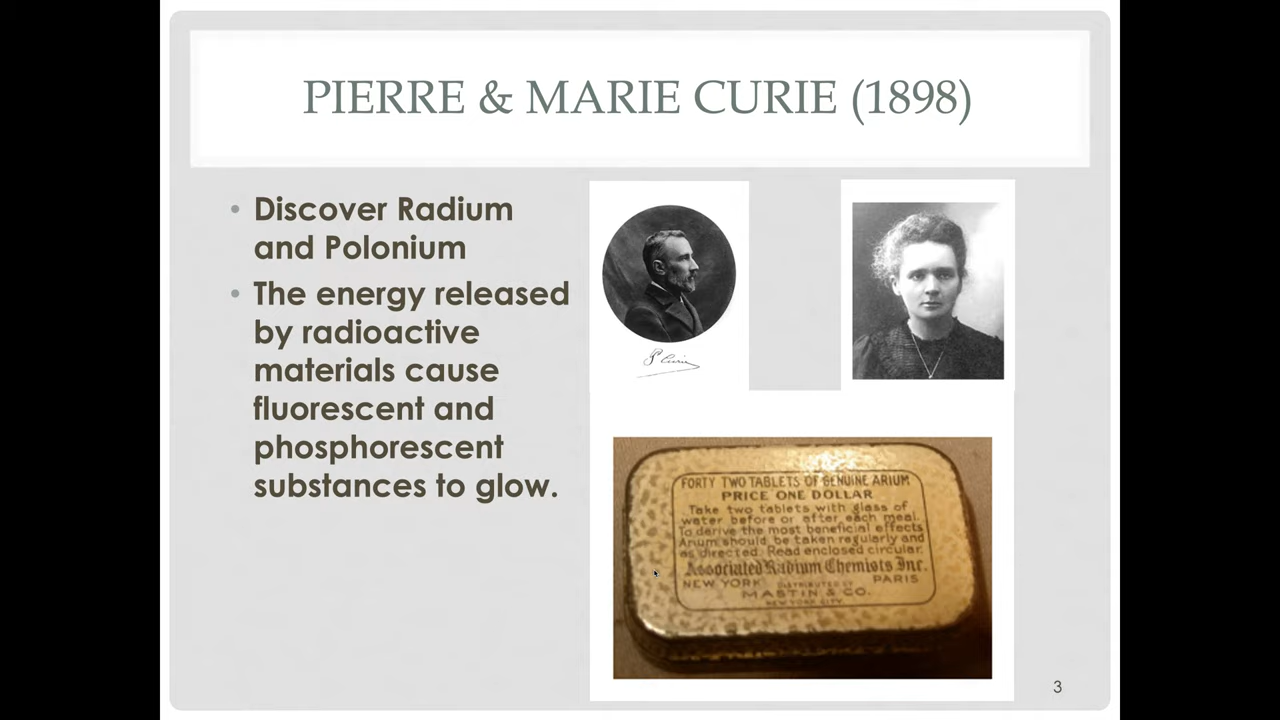 PIERRE & MARIE CURIE (1898)
• Discover Radium
and Polonium
• The energy released
by radioactive
materials cause
fluorescent and
phosphorescent
substances to glow.
P. Curie
FORTY TWO TABLETS OF GENUINE ARIUM
PRICE ONE DOLLAR
Take two tablets with glass of
water before or after each meal.
To derive the most beneficial effects
Arium should be taken regularly and
as directed. Read enclosed circular.
Associated Radium Chemists Inc.
NEW YORK DISTRIBUTED BY PARIS
MASTIN & CO.
NEW YORK CITY
3